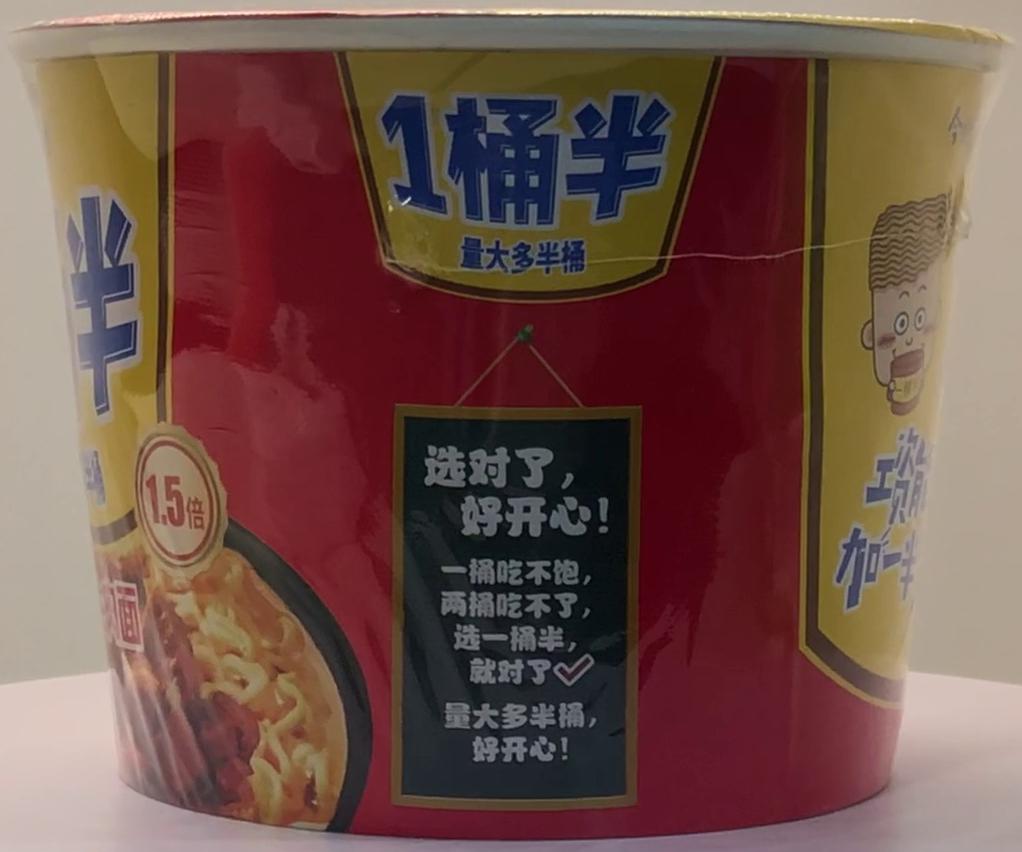 1桶半
量大多半桶
半
1.5倍
面
选对了，
好开心！
一桶吃不饱，
两桶吃不了，
选一桶半，
就对了
量大多半桶，
好开心！
加一半